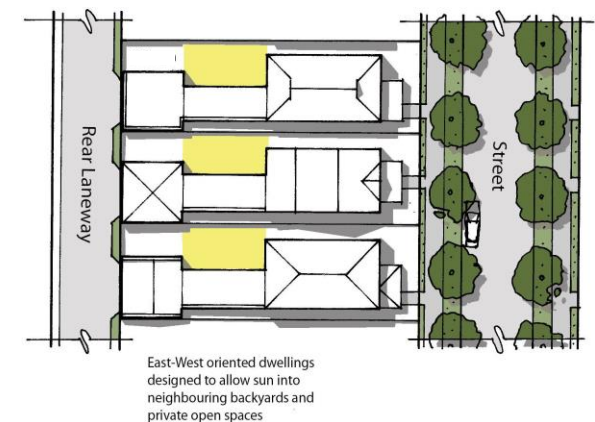 Rear Laneway
Street
East-West oriented dwellings
designed to allow sun into
neighbouring backyards and
private open spaces